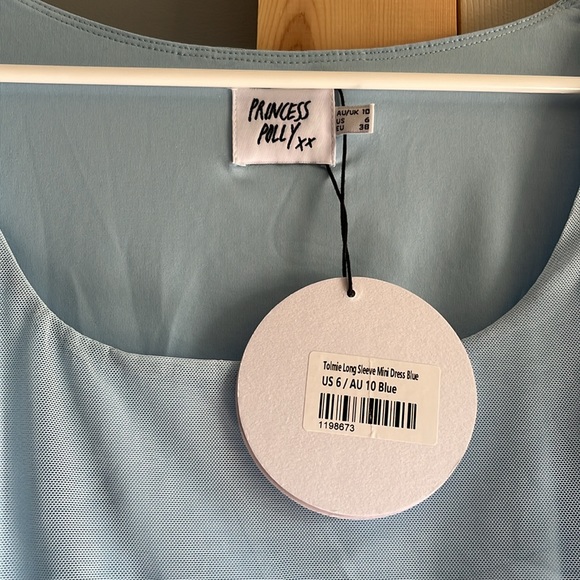 PRINCESS
POLLY xx
AU/UK 10
US 6
EU 38
Tolmie Long Sleeve Mini Dress Blue
US 6 / AU 10 Blue
1198673